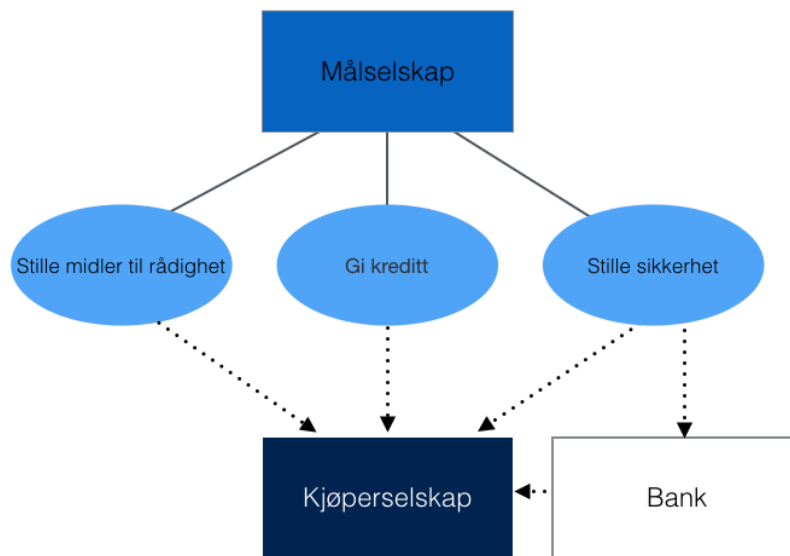 Målselskap
Stille midler til rådighet
Gi kreditt
Stille sikkerhet
Kjøperselskap
Bank